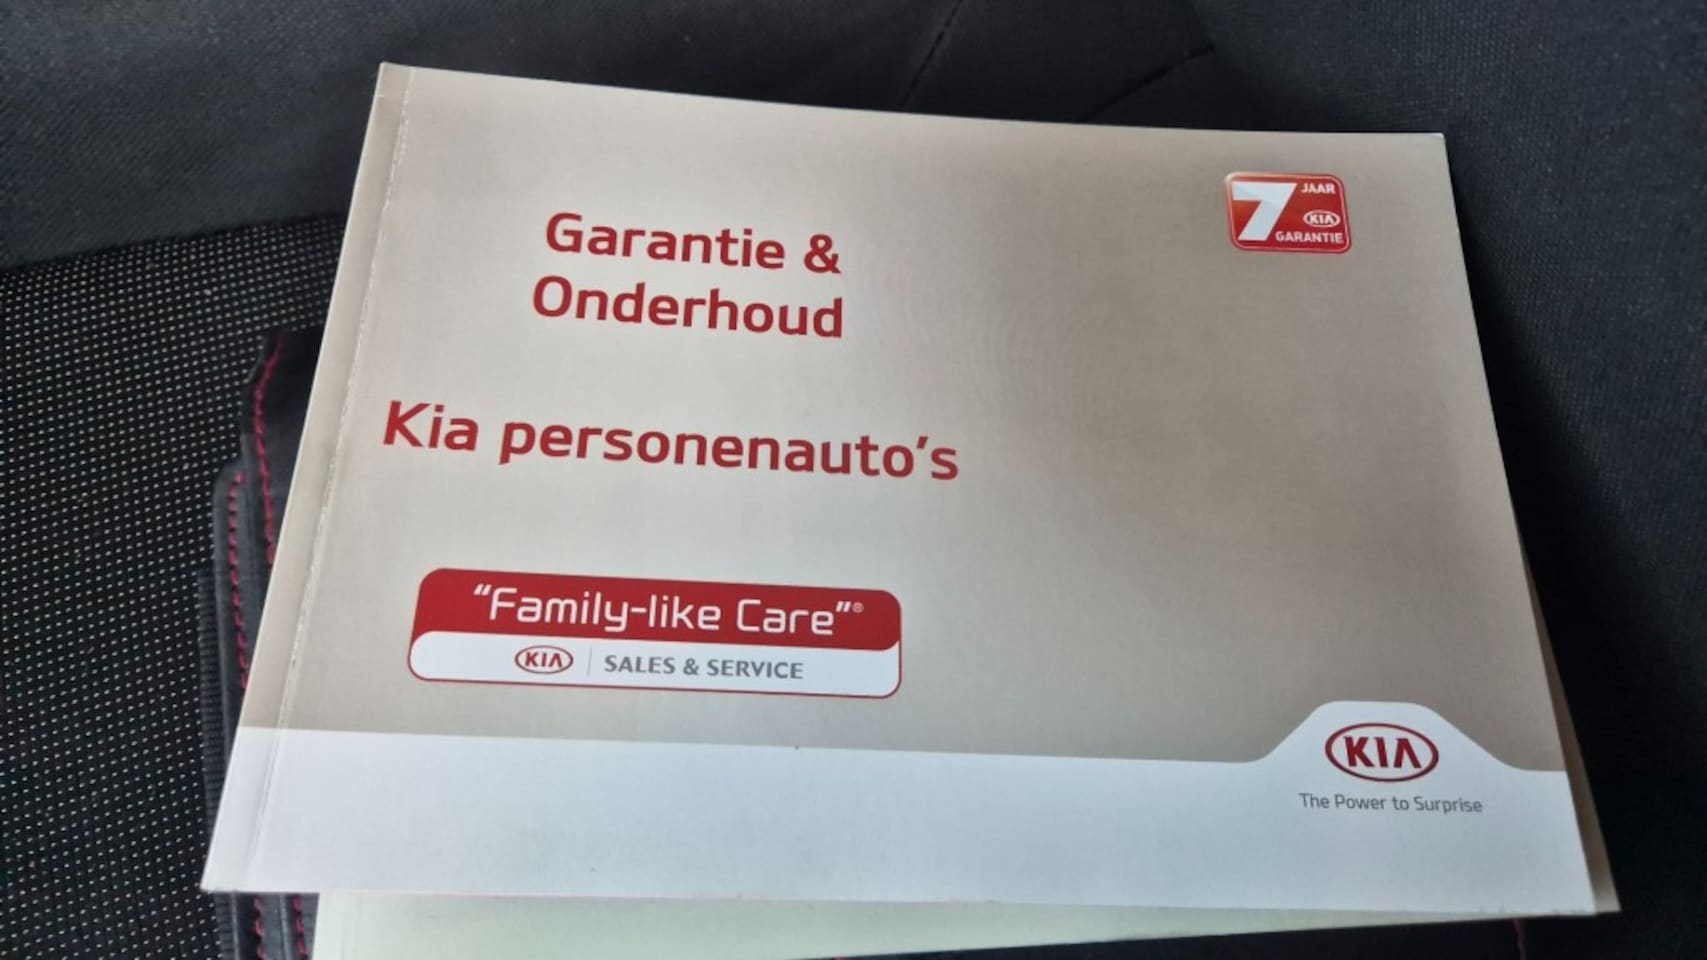 7 JAAR
KIA
GARANTIE
Garantie &
Onderhoud
Kia personenauto's
"Family-like Care"®
KIA | SALES & SERVICE
KIA
The Power to Surprise